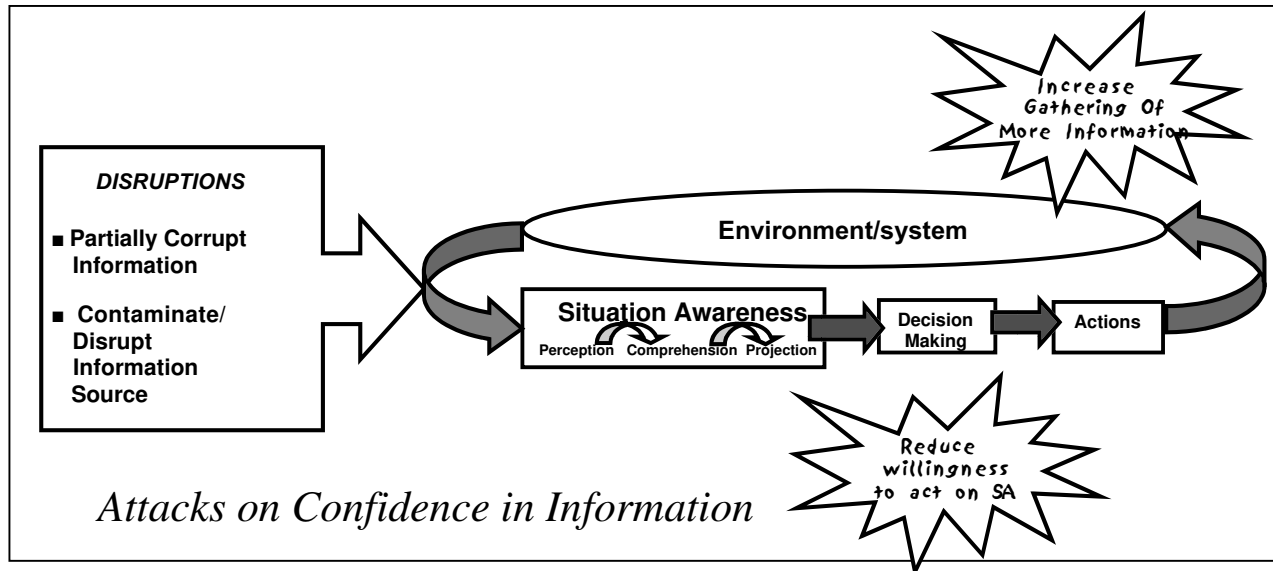 Increase
Gathering Of
More Information
DISRUPTIONS
■ Partially Corrupt
Information
■ Contaminate/
Disrupt
Information
Source
Environment/system
Situation Awareness
Perception Comprehension Projection
Decision
Making
Actions
Reduce
willingness
to act on SA
Attacks on Confidence in Information